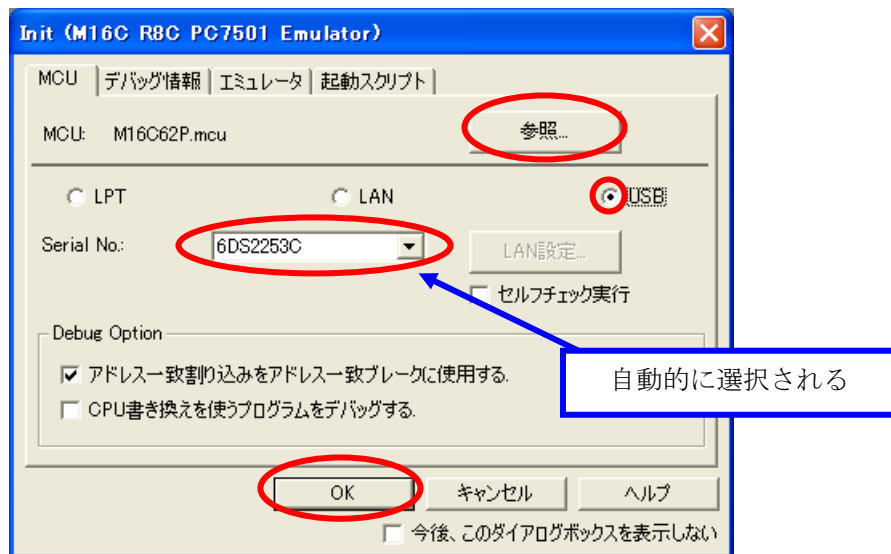 Init (M16C R8C PC7501 Emulator)
MCU デバッグ情報 エミュレータ 起動スクリプト
MCU: M16C62P.mcu 参照...
LPT LAN USB
Serial No.: 6DS2253C LAN設定...
セルフチェック実行
Debug Option
アドレス一致割り込みをアドレス一致ブレークに使用する.
CPU書き換えを使うプログラムをデバッグする.
自動的に選択される
OK キャンセル ヘルプ
今後、このダイアログボックスを表示しない